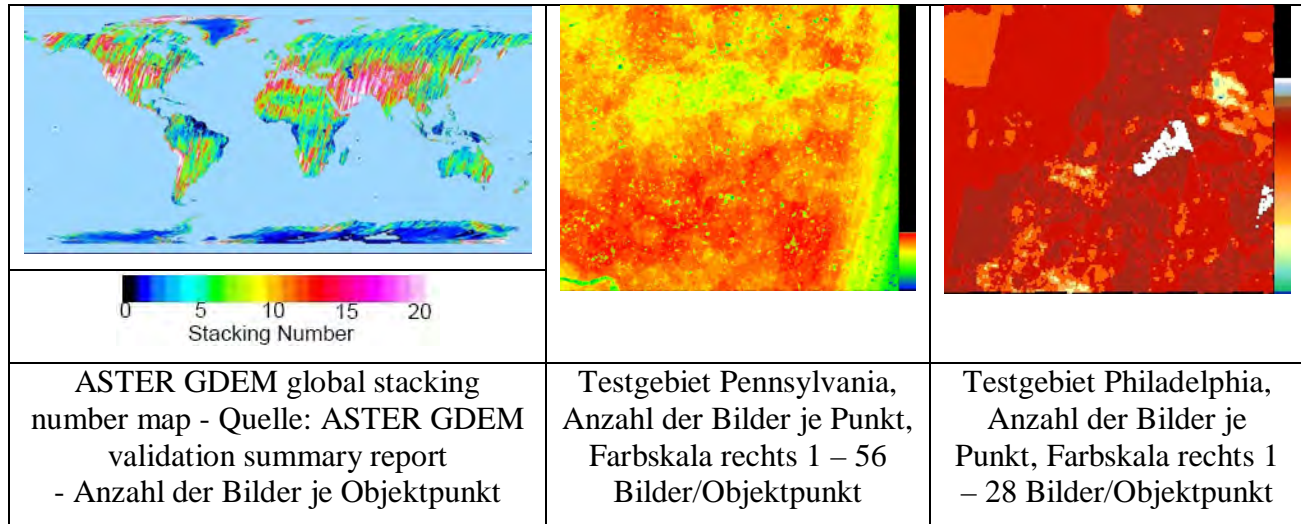 0 5 10 15 20
Stacking Number
ASTER GDEM global stacking
number map - Quelle: ASTER GDEM
validation summary report
- Anzahl der Bilder je Objektpunkt
Testgebiet Pennsylvania,
Anzahl der Bilder je Punkt,
Farbskala rechts 1 – 56
Bilder/Objektpunkt
Testgebiet Philadelphia,
Anzahl der Bilder je
Punkt, Farbskala rechts 1
– 28 Bilder/Objektpunkt